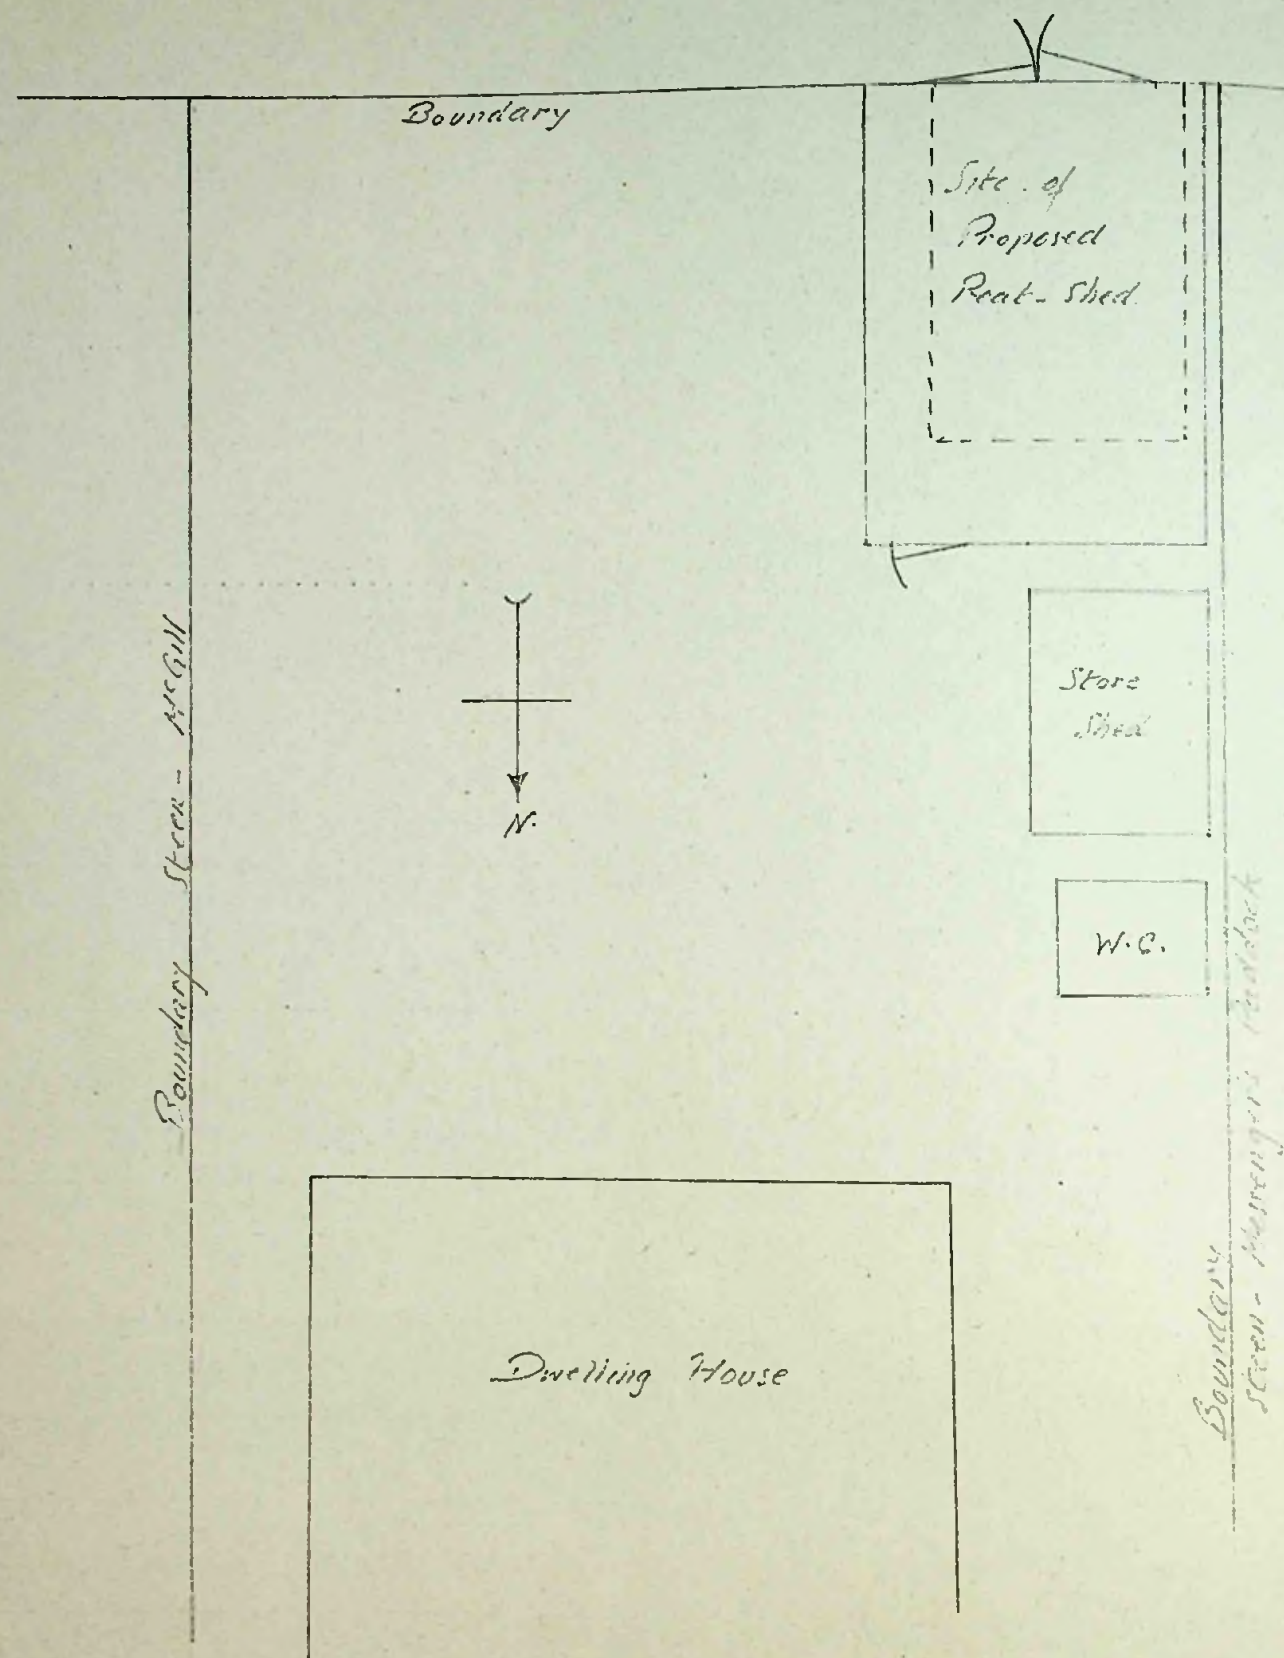 Boundary
Site of
Proposed
Peat-Shed
Boundary Steen - McGill
N.
Store
Shed
W.C.
Dwelling House
Boundary
Steen - Messenger's Paddock